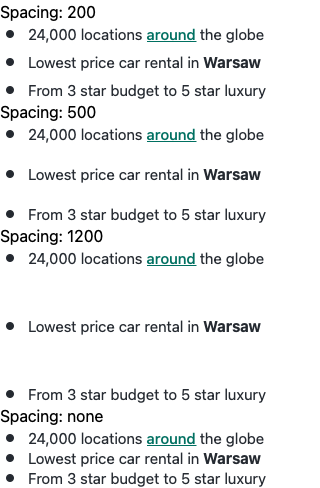 Spacing: 200
• 24,000 locations around the globe
• Lowest price car rental in Warsaw
• From 3 star budget to 5 star luxury
Spacing: 500
• 24,000 locations around the globe
• Lowest price car rental in Warsaw
• From 3 star budget to 5 star luxury
Spacing: 1200
• 24,000 locations around the globe
• Lowest price car rental in Warsaw
• From 3 star budget to 5 star luxury
Spacing: none
• 24,000 locations around the globe
• Lowest price car rental in Warsaw
• From 3 star budget to 5 star luxury